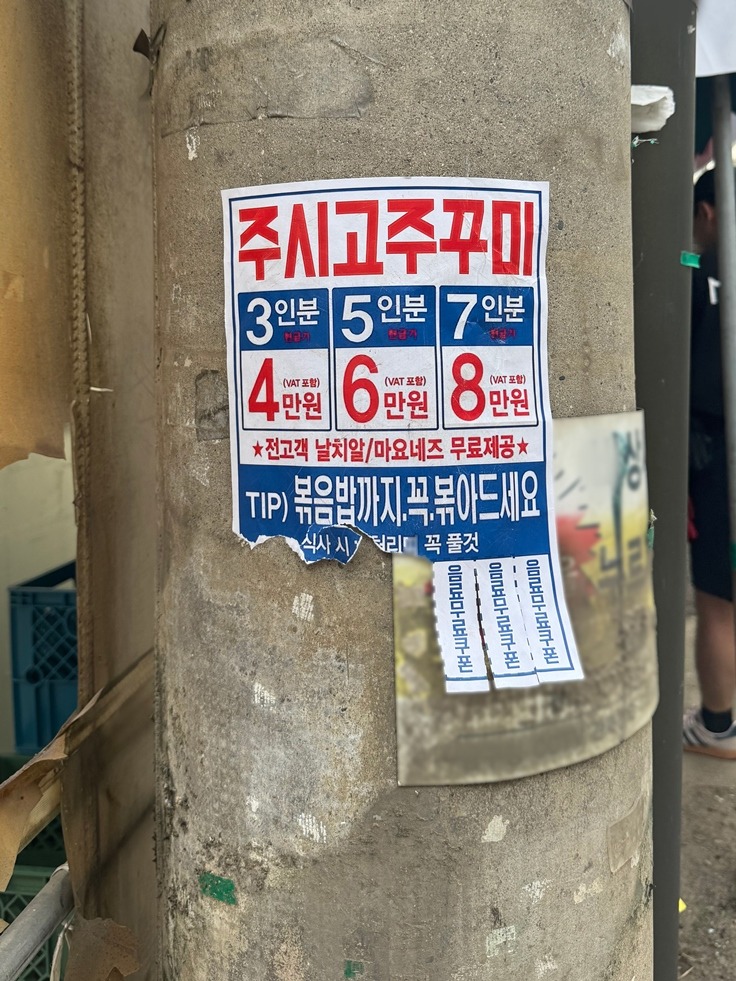 주시고주꾸미
3인분 5인분 7인분
현금가 현금가 현금가
4만원 (VAT 포함) 6만원 (VAT 포함) 8만원 (VAT 포함)
★전고객 날치알/마요네즈 무료제공★
TIP) 볶음밥까지.꼭.볶아드세요
식사 시 꼭 풀것
음료무료쿠폰
음료무료쿠폰
음료무료쿠폰